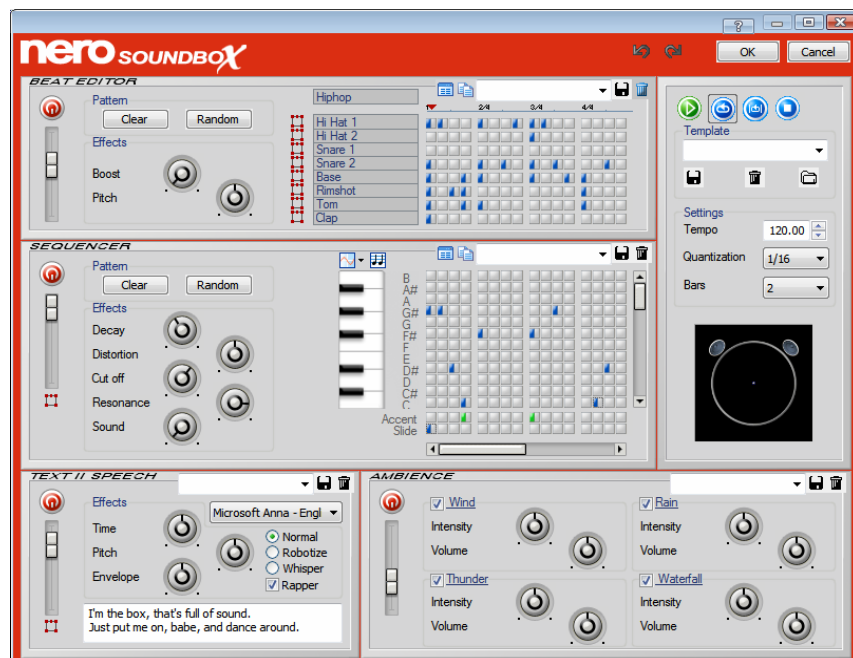 ?
nero SOUNDBOX
OK
Cancel
BEAT EDITOR
Pattern
Clear
Random
Effects
Boost
Pitch
Hiphop
1
2/4
3/4
4/4
Hi Hat 1
Hi Hat 2
Snare 1
Snare 2
Base
Rimshot
Tom
Clap
Template
Settings
Tempo 120.00
Quantization 1/16
Bars 2
SEQUENCER
Pattern
Clear
Random
Effects
Decay
Distortion
Cut off
Resonance
Sound
B
A#
A
G#
G
F#
F
E
D#
D
C#
C
Accent
Slide
TEXT II SPEECH
Effects
Time
Pitch
Envelope
Microsoft Anna - Engl
Normal
Robotize
Whisper
Rapper
I'm the box, that's full of sound.
Just put me on, babe, and dance around.
AMBIENCE
Wind
Intensity
Volume
Rain
Intensity
Volume
Thunder
Intensity
Volume
Waterfall
Intensity
Volume